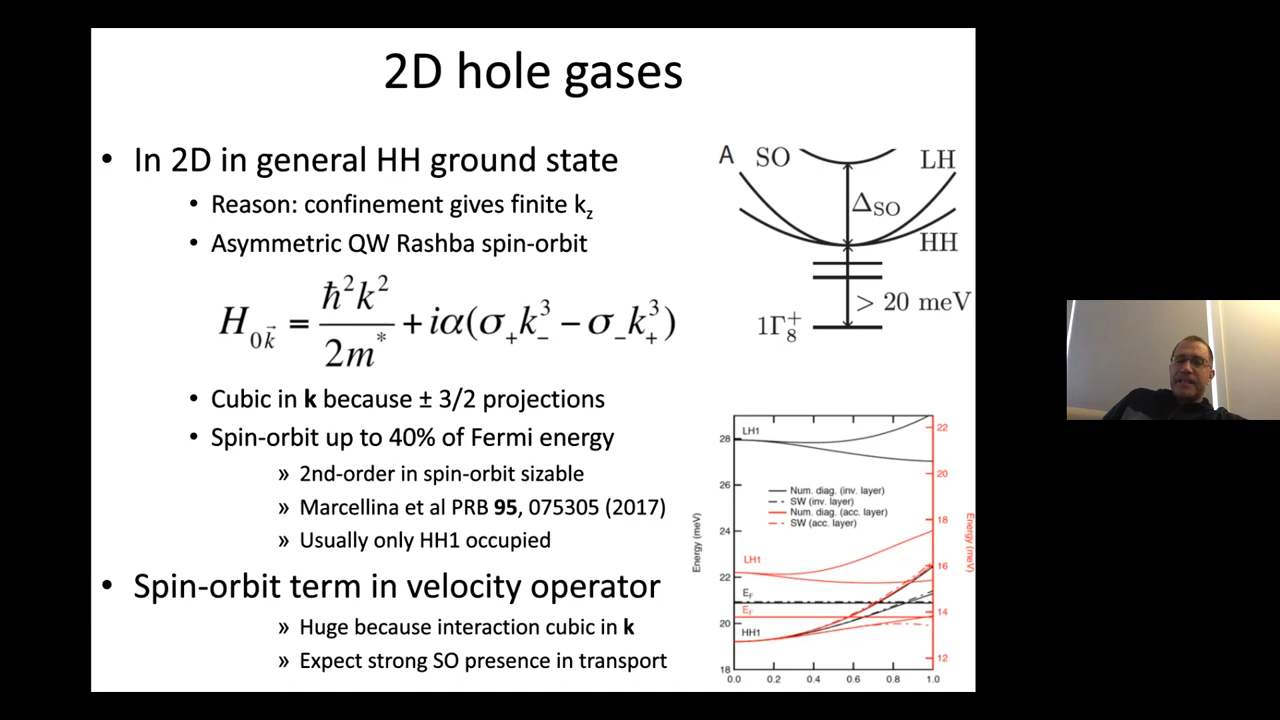 2D hole gases
• In 2D in general HH ground state
• Reason: confinement gives finite k_z
• Asymmetric QW Rashba spin-orbit
H_{0k⃗} = ħ²k²/2m* + iα(σ₊k₋³ − σ₋k₊³)
• Cubic in k because ± 3/2 projections
• Spin-orbit up to 40% of Fermi energy
» 2nd-order in spin-orbit sizable
» Marcellina et al PRB 95, 075305 (2017)
» Usually only HH1 occupied
• Spin-orbit term in velocity operator
» Huge because interaction cubic in k
» Expect strong SO presence in transport
A SO LH
Δ_SO
HH
> 20 meV
1Γ₈⁺
LH1
Num. diag. (inv. layer)
SW (inv. layer)
Num. diag. (acc. layer)
SW (acc. layer)
LH1
E_F
E_F
HH1
Energy (meV)
28
26
24
22
20
18
Energy (meV)
22
20
18
16
14
12
0.0 0.2 0.4 0.6 0.8 1.0